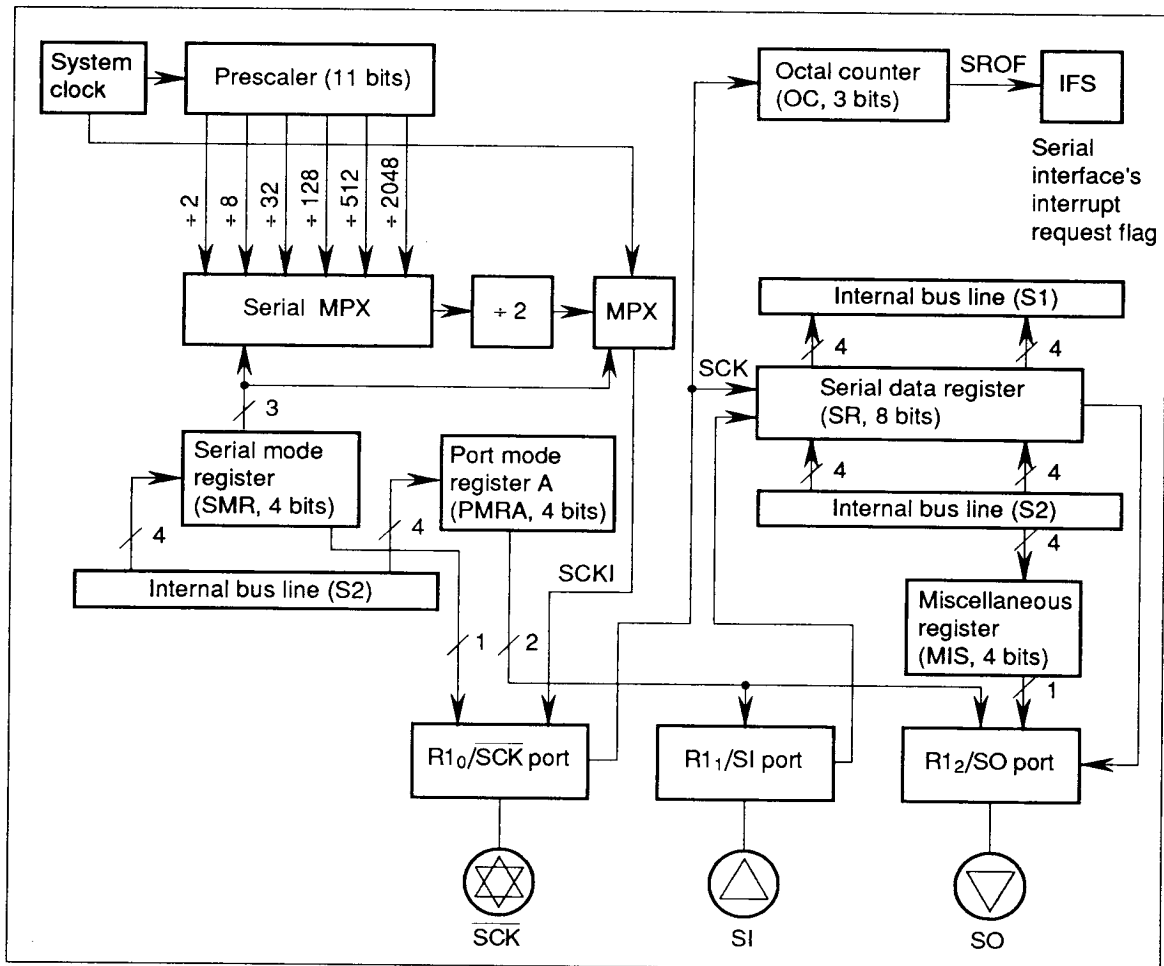 System
clock
Prescaler (11 bits)
÷ 2
÷ 8
÷ 32
÷ 128
÷ 512
÷ 2048
Serial MPX
÷ 2
MPX
3
Serial mode
register
(SMR, 4 bits)
Port mode
register A
(PMRA, 4 bits)
4
4
Internal bus line (S2)
SCKI
1
2
Octal counter
(OC, 3 bits)
SROF
IFS
Serial
interface's
interrupt
request flag
Internal bus line (S1)
4
4
SCK
Serial data register
(SR, 8 bits)
4
4
Internal bus line (S2)
4
Miscellaneous
register
(MIS, 4 bits)
1
R1₀/S̅C̅K̅ port
R1₁/SI port
R1₂/SO port
S̅C̅K̅
SI
SO